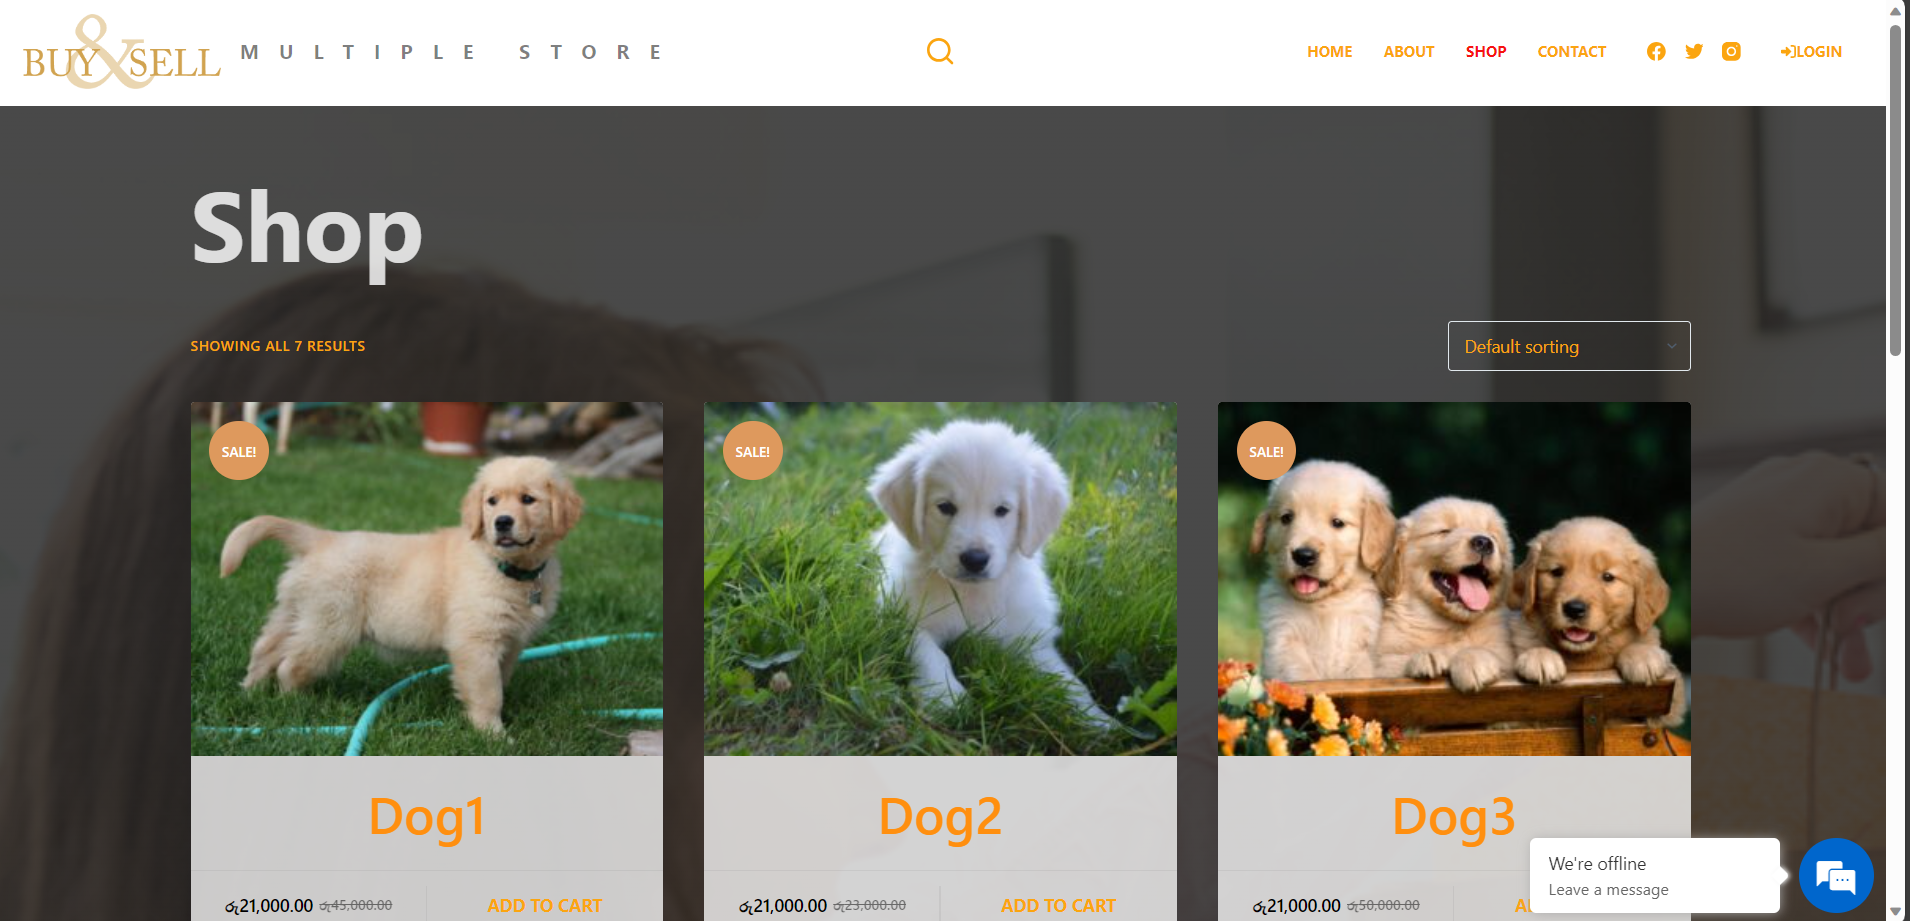 BUY & SELL
MULTIPLE STORE
HOME
ABOUT
SHOP
CONTACT
LOGIN
Shop
SHOWING ALL 7 RESULTS
Default sorting
SALE!
SALE!
SALE!
Dog1
Dog2
Dog3
රු21,000.00 රු45,000.00
ADD TO CART
රු21,000.00 රු23,000.00
ADD TO CART
රු21,000.00 රු50,000.00
We're offline
Leave a message